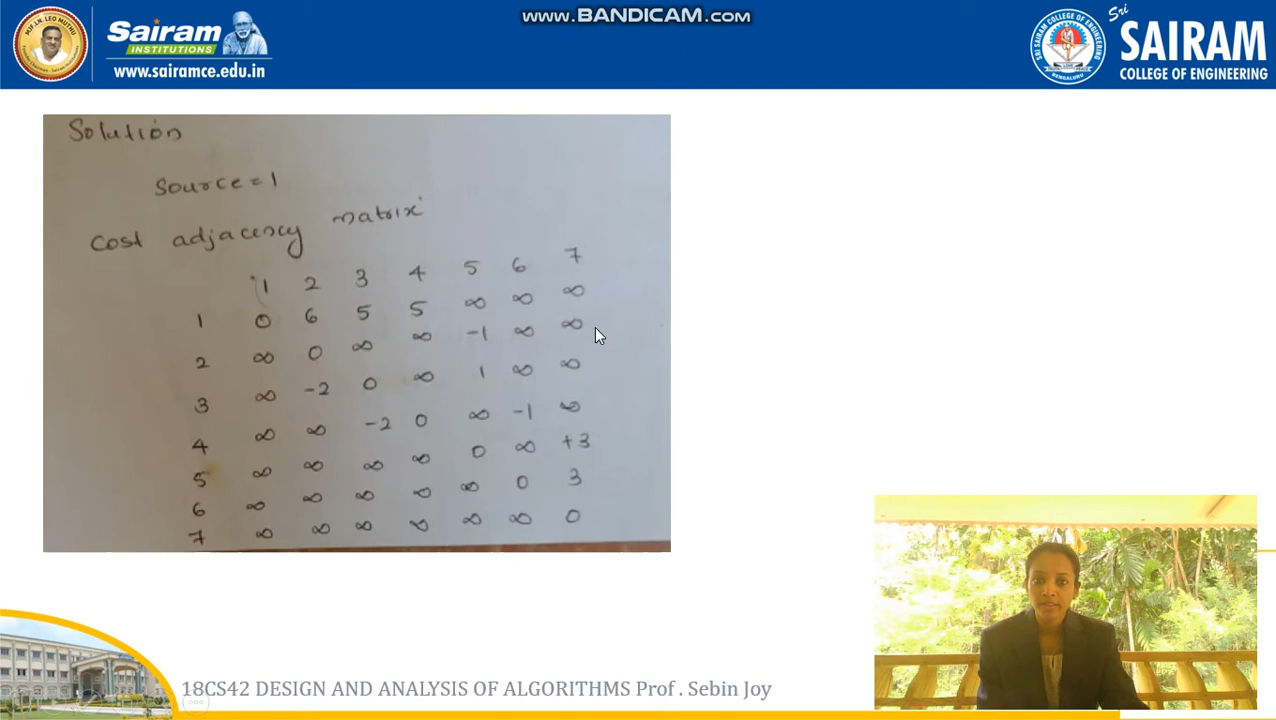 www.BANDICAM.com
Sairam
INSTITUTIONS
www.sairamce.edu.in
Sri
SAIRAM
COLLEGE OF ENGINEERING
Solution
Source = 1
Cost adjacency matrix
1 2 3 4 5 6 7
1 0 6 5 5 ∞ ∞ ∞
2 ∞ 0 ∞ ∞ -1 ∞ ∞
3 ∞ -2 0 ∞ 1 ∞ ∞
4 ∞ ∞ -2 0 ∞ -1 ∞
5 ∞ ∞ ∞ ∞ 0 ∞ +3
6 ∞ ∞ ∞ ∞ ∞ 0 3
7 ∞ ∞ ∞ ∞ ∞ ∞ 0
18CS42 DESIGN AND ANALYSIS OF ALGORITHMS Prof . Sebin Joy